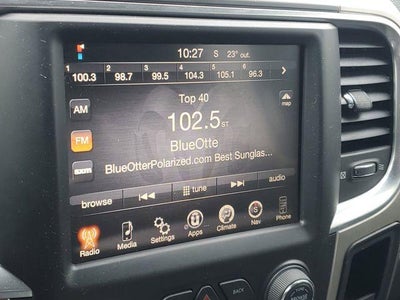 10:27 S 23° out.
1 2 3 4 5 6
100.3 98.7 99.5 104.3 105.1 96.3
map
AM
Top 40
102.5 ST
FM
BlueOtte
sxm
BlueOtterPolarized.com Best Sunglas...
browse tune audio
Radio Media Settings Apps Climate Nav Phone